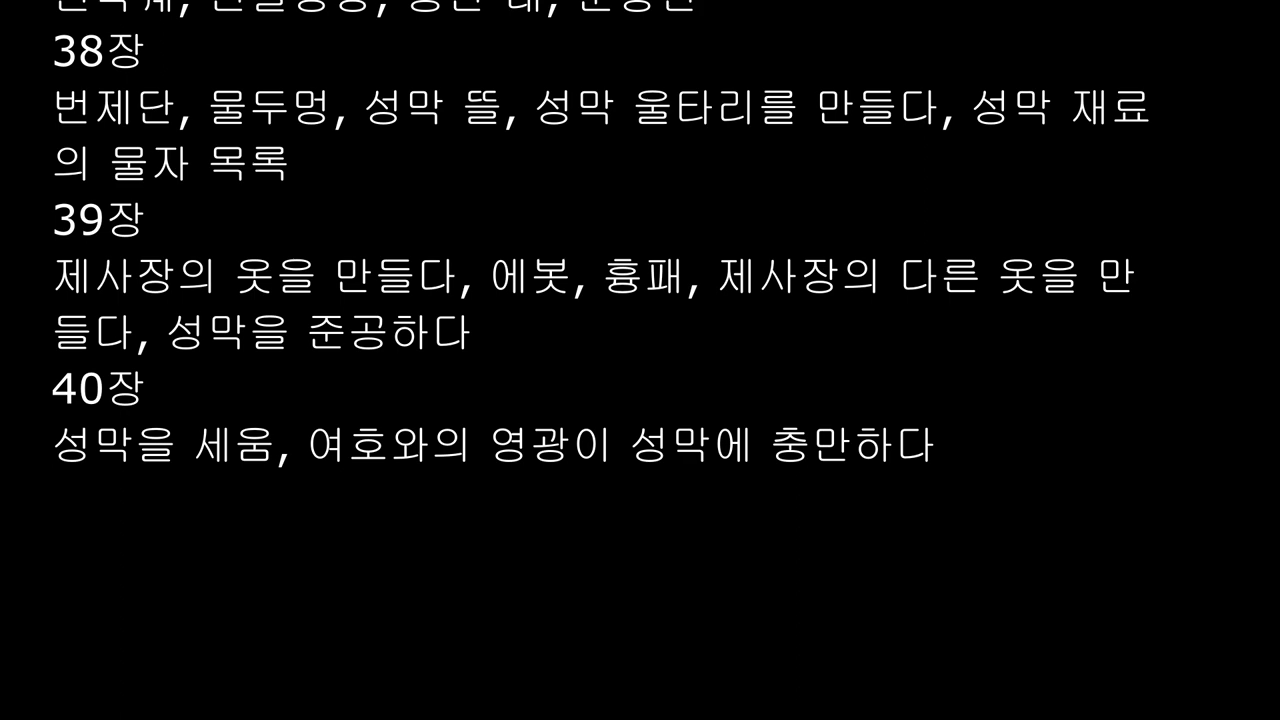 38장
번제단, 물두멍, 성막 뜰, 성막 울타리를 만들다, 성막 재료
의 물자 목록
39장
제사장의 옷을 만들다, 에봇, 흉패, 제사장의 다른 옷을 만
들다, 성막을 준공하다
40장
성막을 세움, 여호와의 영광이 성막에 충만하다